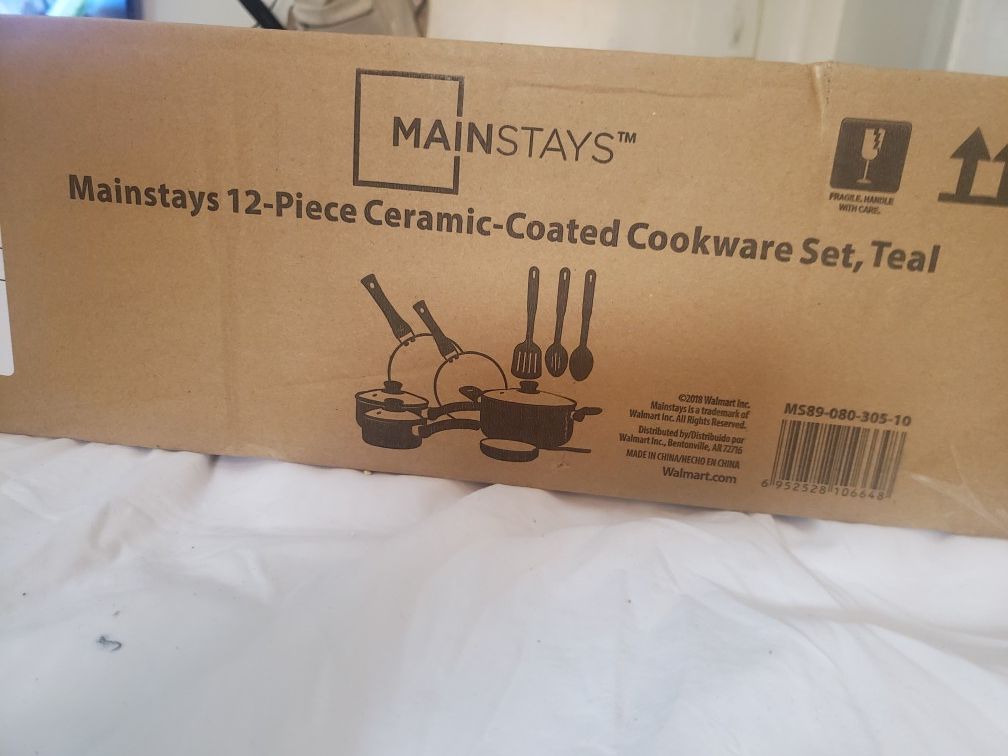 MAINSTAYS™
Mainstays 12-Piece Ceramic-Coated Cookware Set, Teal
FRAGILE. HANDLE
WITH CARE.
©2018 Walmart Inc.
Mainstays is a trademark of
Walmart Inc. All Rights Reserved.
Distributed by/Distribuido por
Walmart Inc., Bentonville, AR 72716
MADE IN CHINA/HECHO EN CHINA
Walmart.com
MS89-080-305-10
6 952528 106648